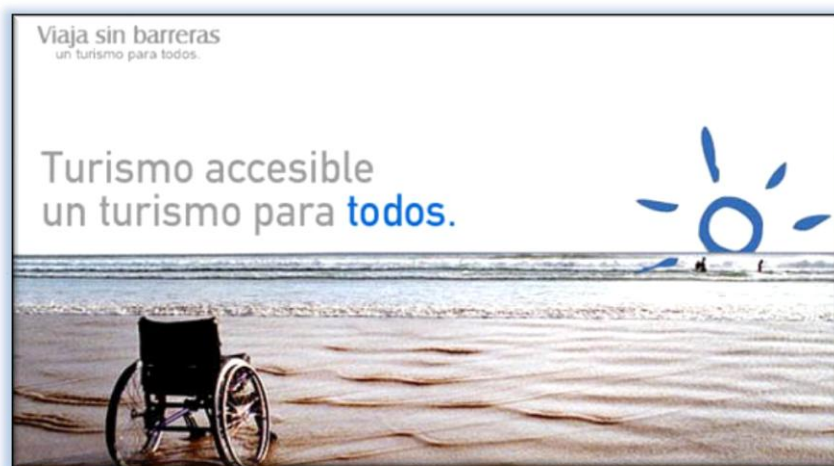 Viaja sin barreras
un turismo para todos.
Turismo accesible
un turismo para todos.